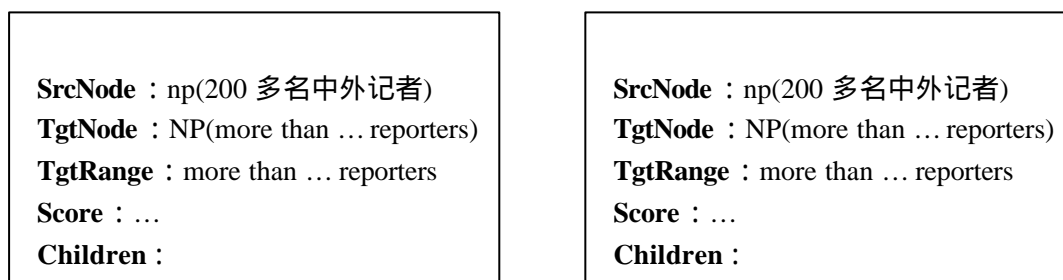 SrcNode：np(200 多名中外记者)
TgtNode：NP(more than … reporters)
TgtRange：more than … reporters
Score：…
Children：
SrcNode：np(200 多名中外记者)
TgtNode：NP(more than … reporters)
TgtRange：more than … reporters
Score：…
Children：